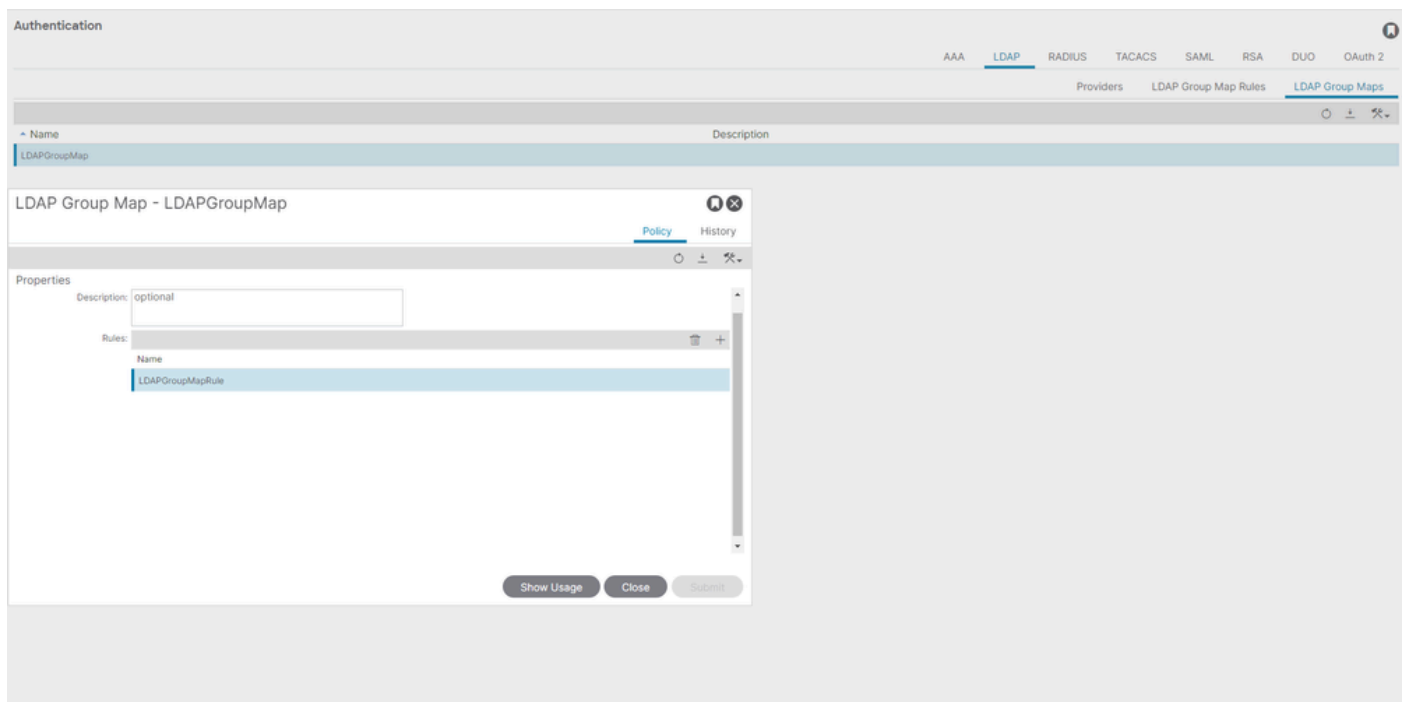 Authentication
AAA LDAP RADIUS TACACS SAML RSA DUO OAuth 2
Providers LDAP Group Map Rules LDAP Group Maps
Name Description
LDAPGroupMap
LDAP Group Map - LDAPGroupMap
Policy History
Properties
Description: optional
Rules:
Name
LDAPGroupMapRule
Show Usage Close Submit